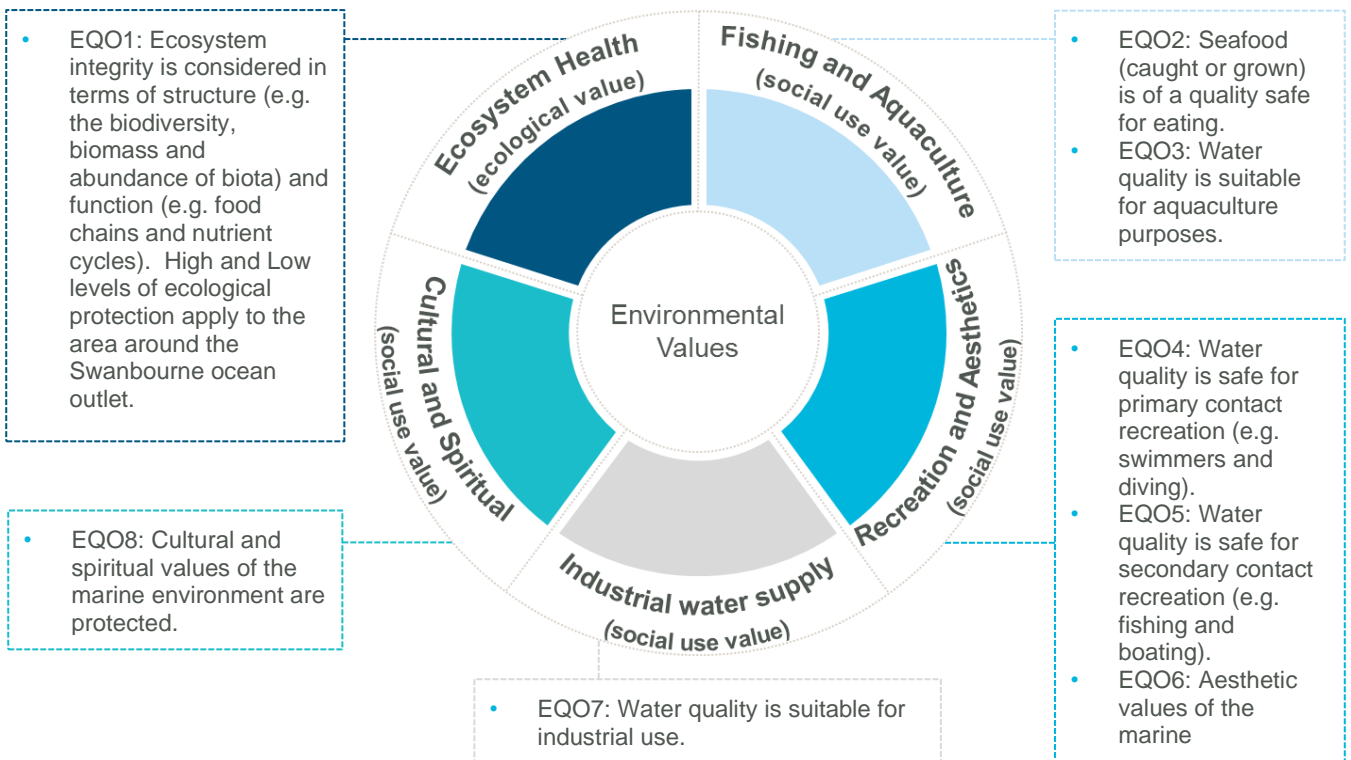 • EQO1: Ecosystem
integrity is considered in
terms of structure (e.g.
the biodiversity,
biomass and
abundance of biota) and
function (e.g. food
chains and nutrient
cycles).  High and Low
levels of ecological
protection apply to the
area around the
Swanbourne ocean
outlet.
Ecosystem Health
(ecological value)
Fishing and Aquaculture
(social use value)
• EQO2: Seafood
(caught or grown)
is of a quality safe
for eating.
• EQO3: Water
quality is suitable
for aquaculture
purposes.
Environmental
Values
Cultural and Spiritual
(social use value)
Recreation and Aesthetics
(social use value)
• EQO4: Water
quality is safe for
primary contact
recreation (e.g.
swimmers and
diving).
• EQO5: Water
quality is safe for
secondary contact
recreation (e.g.
fishing and
boating).
• EQO6: Aesthetic
values of the
marine
• EQO8: Cultural and
spiritual values of the
marine environment are
protected.
Industrial water supply
(social use value)
• EQO7: Water quality is suitable for
industrial use.